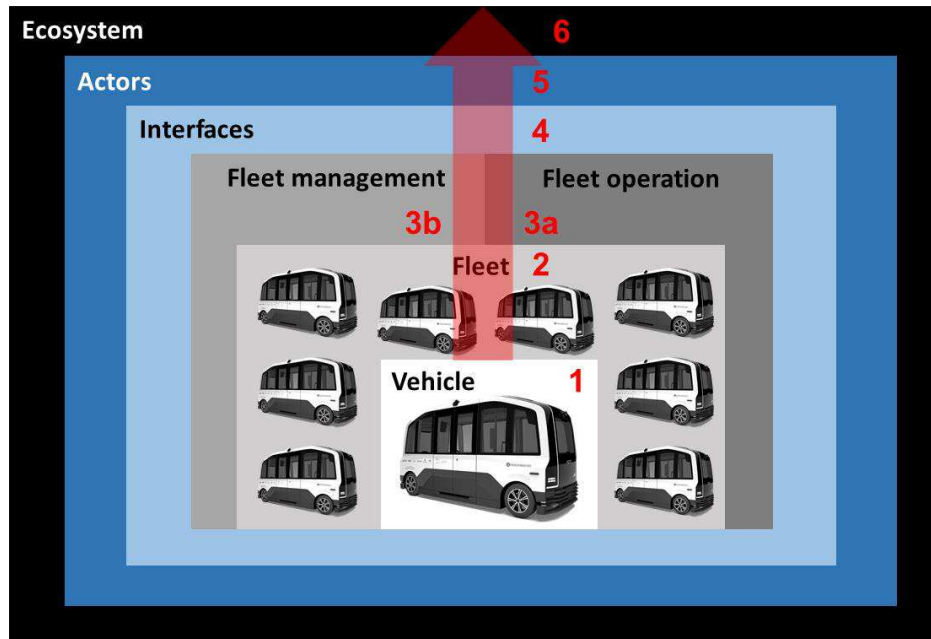 Ecosystem 6
Actors 5
Interfaces 4
Fleet management Fleet operation
3b 3a
Fleet 2
Vehicle 1